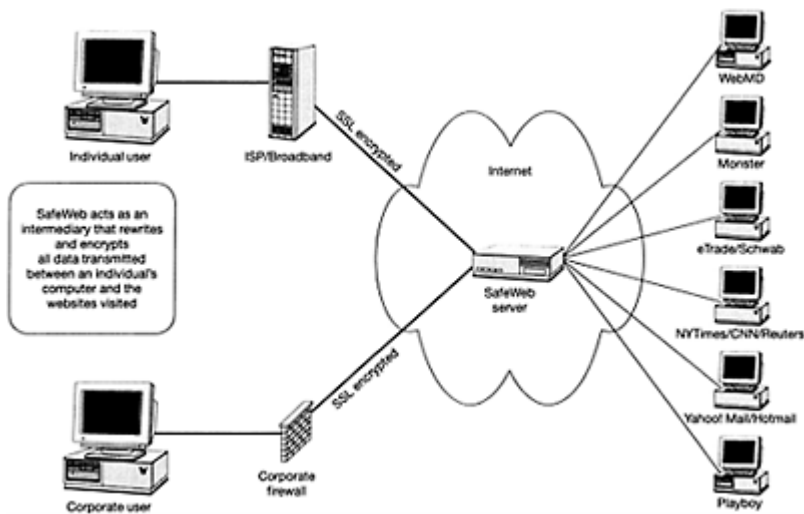 Individual user
ISP/Broadband
SSL encrypted
Internet
SafeWeb acts as an
intermediary that rewrites
and encrypts
all data transmitted
between an individual's
computer and the
websites visited
SafeWeb
server
SSL encrypted
Corporate user
Corporate
firewall
WebMD
Monster
eTrade/Schwab
NYTimes/CNN/Reuters
Yahoo! Mail/Hotmail
Playboy